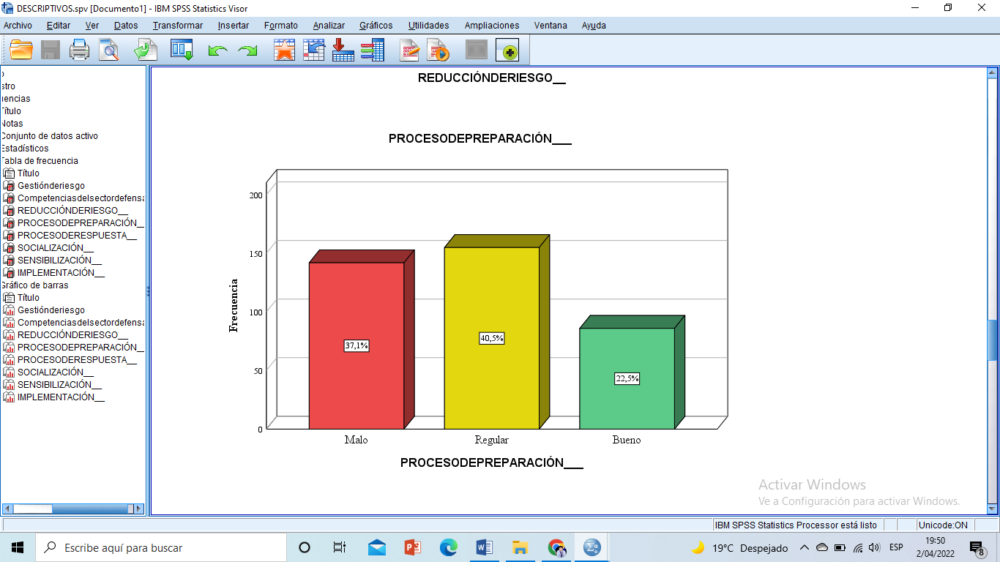 DESCRIPTIVOS.spv [Documento1] - IBM SPSS Statistics Visor
Archivo Editar Ver Datos Transformar Insertar Formato Analizar Gráficos Utilidades Ampliaciones Ventana Ayuda
stro
Título
Notas
Conjunto de datos activo
Estadísticos
Tabla de frecuencia
Título
Gestiónderiesgo
Competenciasdelsectordefensa
REDUCCIÓNDERIESGO__
PROCESODEPREPARACIÓN__
PROCESODERESPUESTA__
SOCIALIZACIÓN__
SENSIBILIZACIÓN__
IMPLEMENTACIÓN__
Gráfico de barras
Título
Gestiónderiesgo
Competenciasdelsectordefensa
REDUCCIÓNDERIESGO__
PROCESODEPREPARACIÓN__
PROCESODERESPUESTA__
SOCIALIZACIÓN__
SENSIBILIZACIÓN__
IMPLEMENTACIÓN__
REDUCCIÓNDERIESGO__
PROCESODEPREPARACIÓN___
Frecuencia
200
150
100
50
0
37,1%
40,5%
22,5%
Malo Regular Bueno
PROCESODEPREPARACIÓN___
Activar Windows
Ve a Configuración para activar Windows.
IBM SPSS Statistics Processor está listo Unicode:ON
Escribe aquí para buscar
19°C Despejado
ESP
19:50
2/04/2022
8